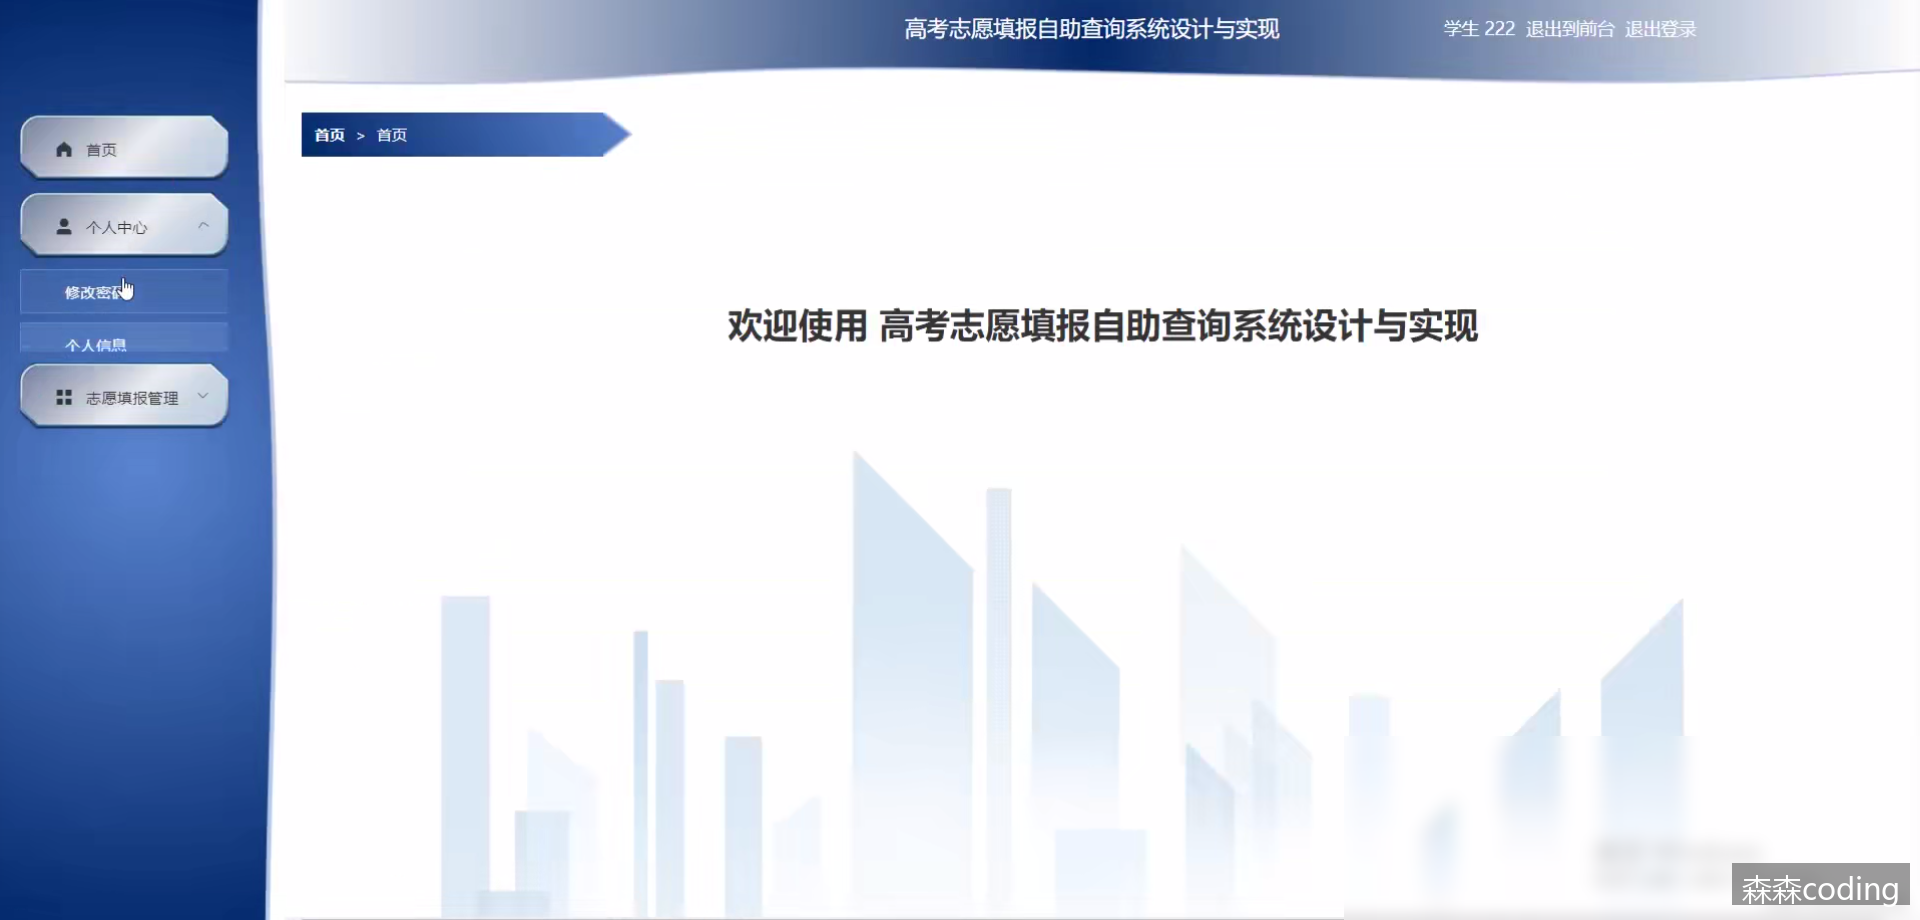 高考志愿填报自助查询系统设计与实现
学生 222 退出到前台 退出登录
首页
个人中心
修改密码
个人信息
志愿填报管理
首页 > 首页
欢迎使用 高考志愿填报自助查询系统设计与实现
森森coding